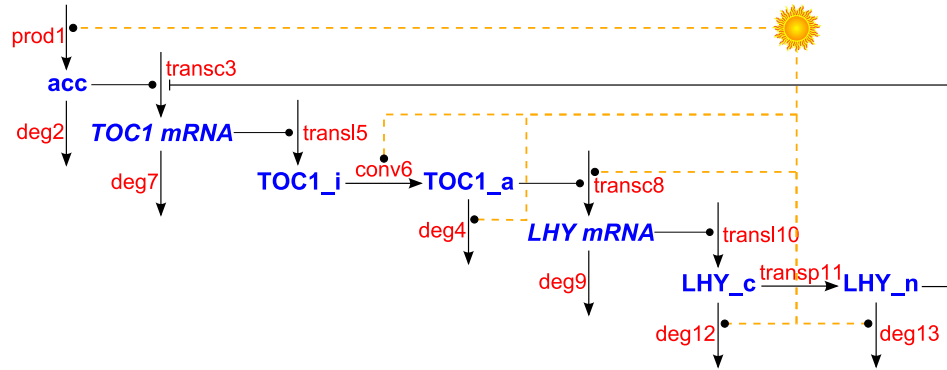 prod1
acc
transc3
deg2
TOC1 mRNA
transl5
deg7
TOC1_i
conv6
TOC1_a
transc8
deg4
LHY mRNA
transl10
deg9
LHY_c
transp11
LHY_n
deg12
deg13